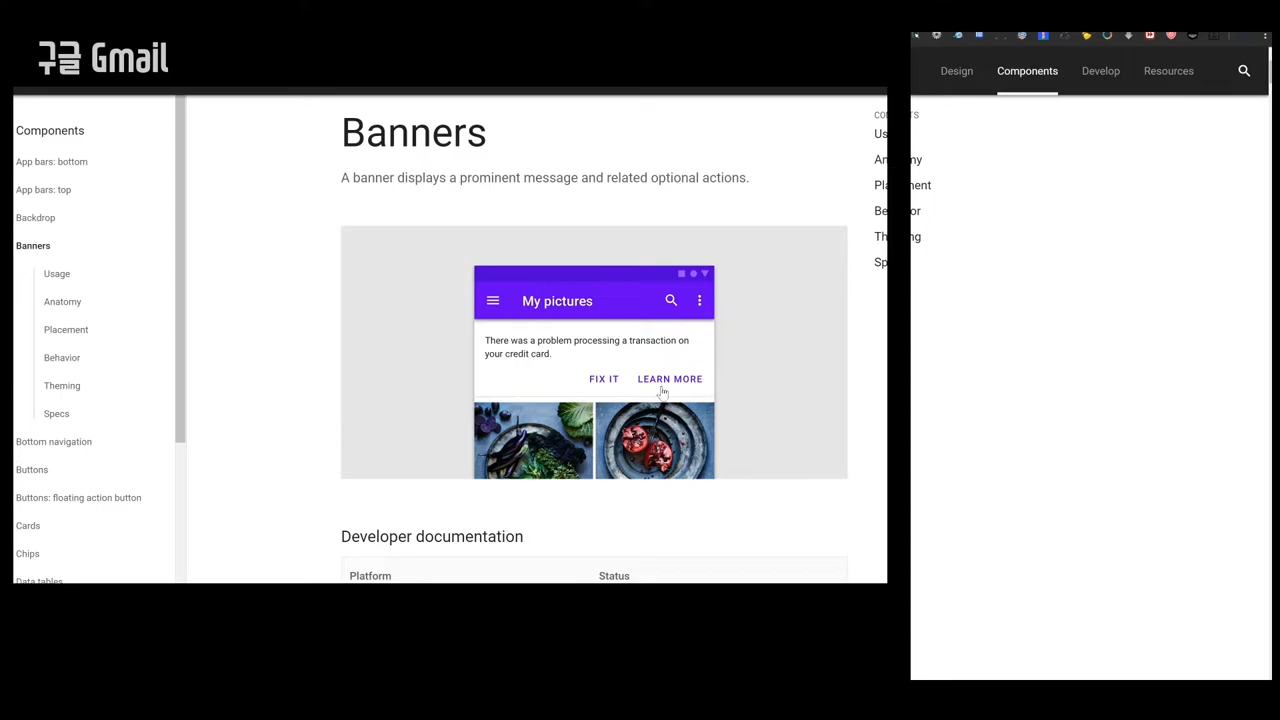 구글 Gmail
Design
Components
Develop
Resources
Components
App bars: bottom
App bars: top
Backdrop
Banners
Usage
Anatomy
Placement
Behavior
Theming
Specs
Bottom navigation
Buttons
Buttons: floating action button
Cards
Chips
Data tables
Banners
A banner displays a prominent message and related optional actions.
My pictures
There was a problem processing a transaction on
your credit card.
FIX IT
LEARN MORE
Developer documentation
Platform
Status